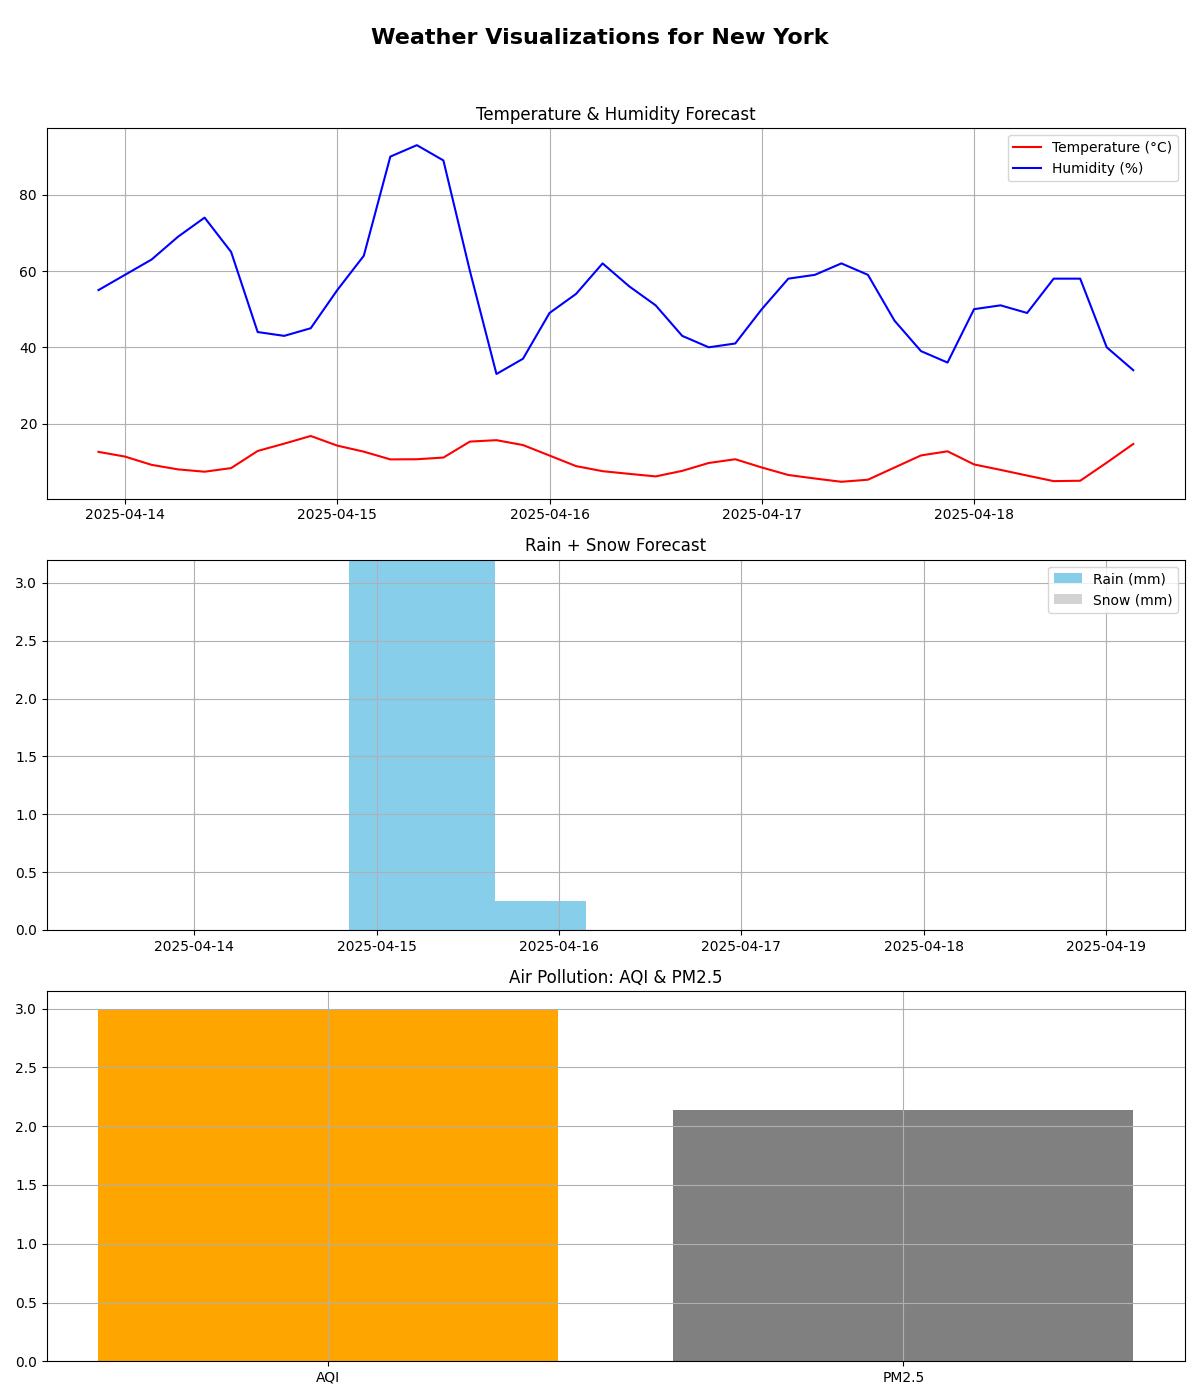 Weather Visualizations for New York
Temperature & Humidity Forecast
Temperature (°C)
Humidity (%)
80
60
40
20
2025-04-14 2025-04-15 2025-04-16 2025-04-17 2025-04-18
Rain + Snow Forecast
Rain (mm)
Snow (mm)
3.0
2.5
2.0
1.5
1.0
0.5
0.0
2025-04-14 2025-04-15 2025-04-16 2025-04-17 2025-04-18 2025-04-19
Air Pollution: AQI & PM2.5
3.0
2.5
2.0
1.5
1.0
0.5
0.0
AQI PM2.5